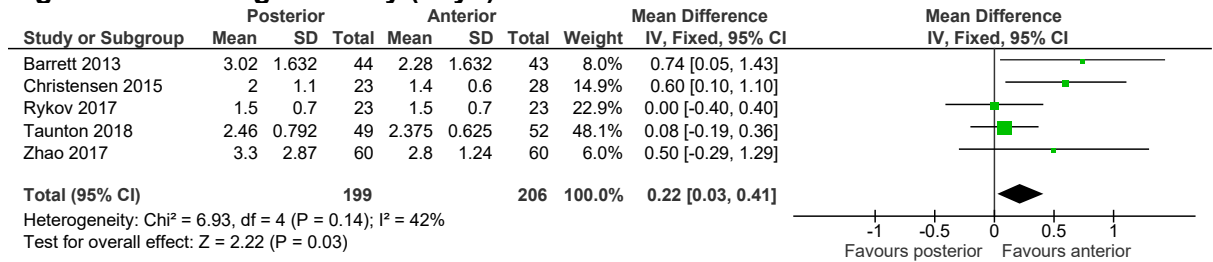 Posterior Anterior Mean Difference Mean Difference
Study or Subgroup Mean SD Total Mean SD Total Weight IV, Fixed, 95% CI IV, Fixed, 95% CI
Barrett 2013 3.02 1.632 44 2.28 1.632 43 8.0% 0.74 [0.05, 1.43]
Christensen 2015 2 1.1 23 1.4 0.6 28 14.9% 0.60 [0.10, 1.10]
Rykov 2017 1.5 0.7 23 1.5 0.7 23 22.9% 0.00 [-0.40, 0.40]
Taunton 2018 2.46 0.792 49 2.375 0.625 52 48.1% 0.08 [-0.19, 0.36]
Zhao 2017 3.3 2.87 60 2.8 1.24 60 6.0% 0.50 [-0.29, 1.29]
Total (95% CI) 199 206 100.0% 0.22 [0.03, 0.41]
Heterogeneity: Chi² = 6.93, df = 4 (P = 0.14); I² = 42%
Test for overall effect: Z = 2.22 (P = 0.03)
-1 -0.5 0 0.5 1
Favours posterior Favours anterior